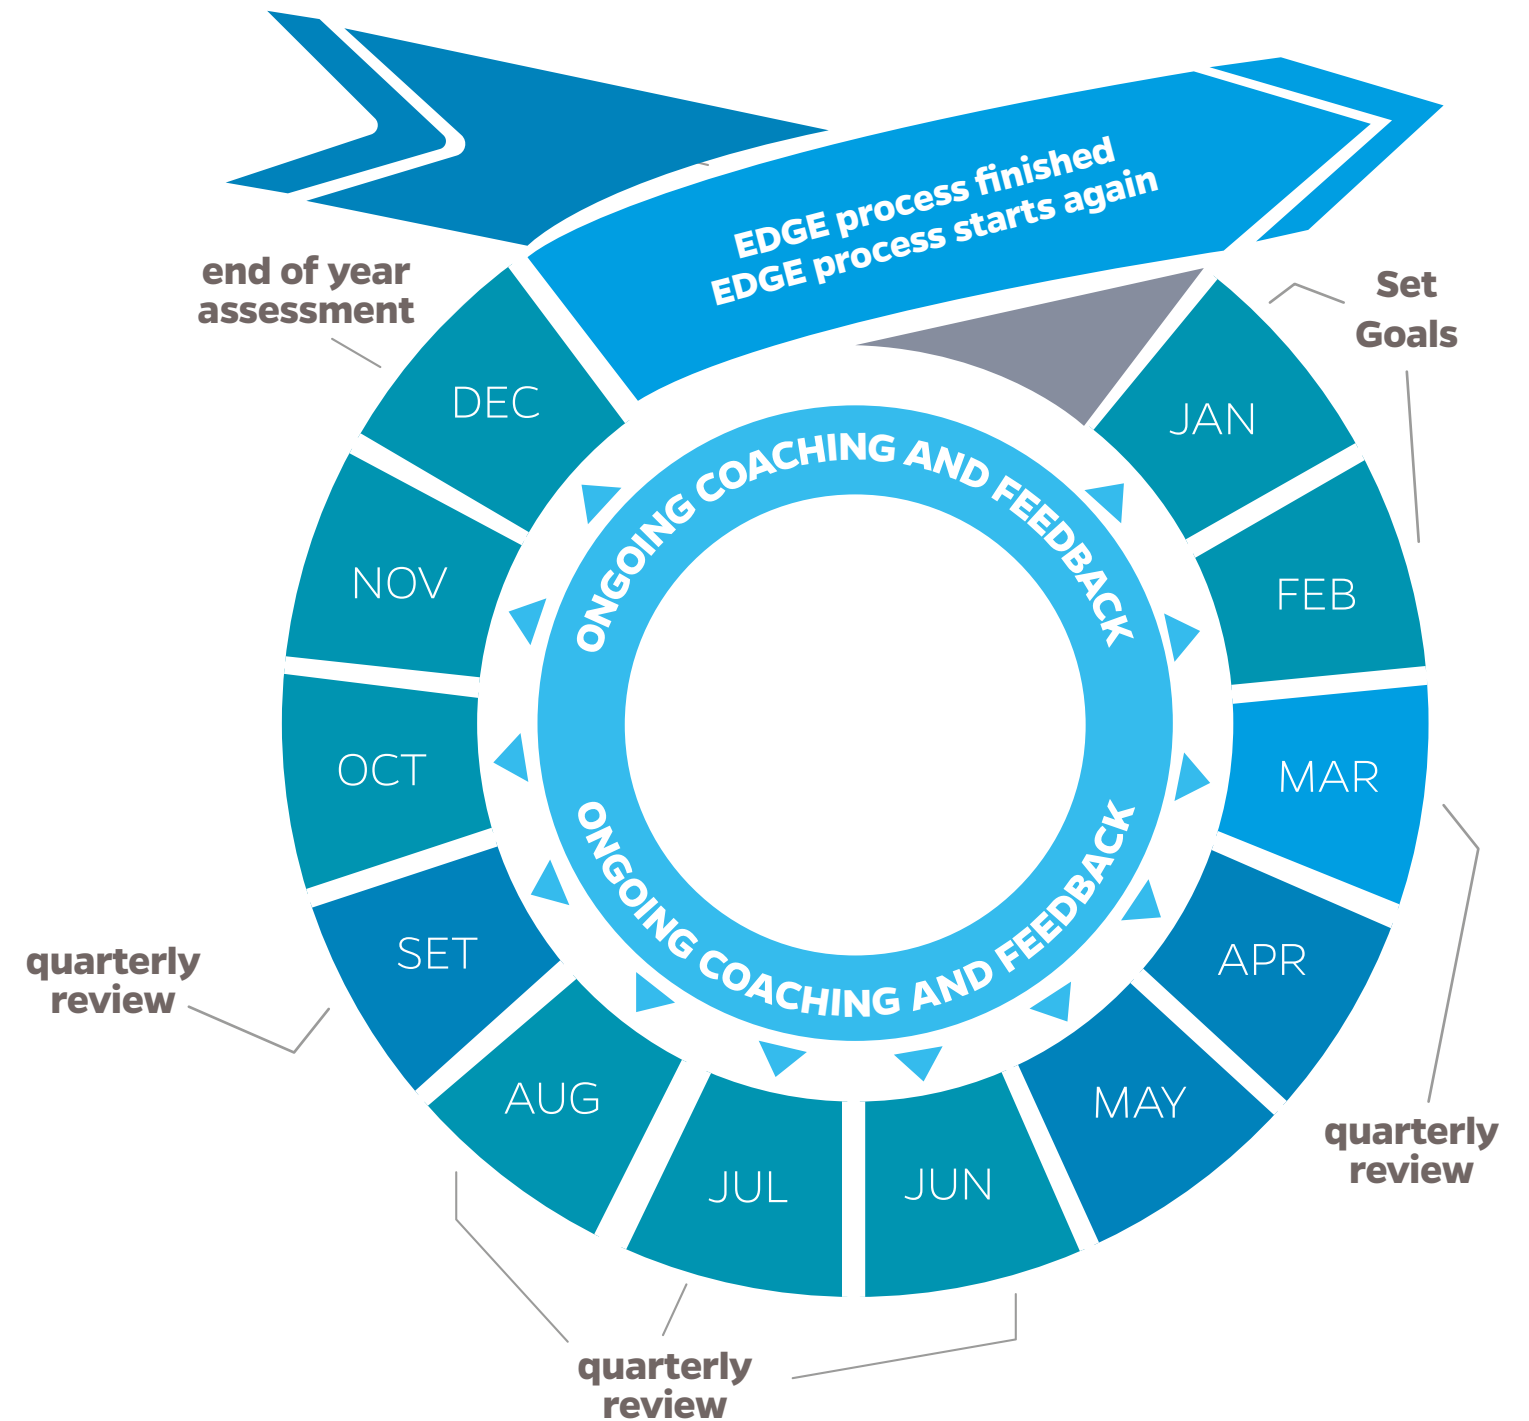 EDGE process finished
EDGE process starts again
end of year
assessment
Set
Goals
DEC
JAN
ONGOING COACHING AND FEEDBACK
NOV
FEB
OCT
MAR
ONGOING COACHING AND FEEDBACK
SET
APR
quarterly
review
AUG
MAY
quarterly
review
JUL
JUN
quarterly
review